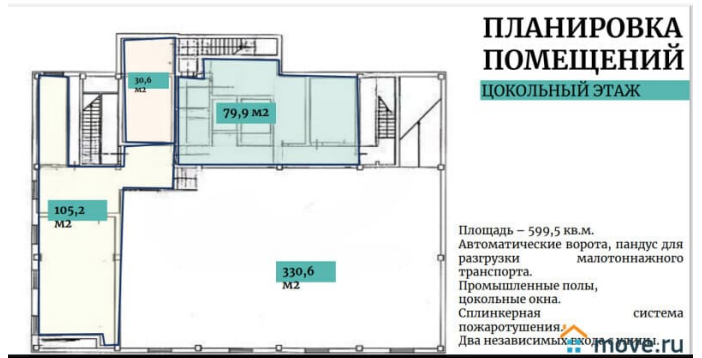 ПЛАНИРОВКА
ПОМЕЩЕНИЙ
ЦОКОЛЬНЫЙ ЭТАЖ
30,6
м2
79,9 м2
105,2
м2
330,6
м2
Площадь – 599,5 кв.м.
Автоматические ворота, пандус для
разгрузки малотоннажного
транспорта.
Промышленные полы,
цокольные окна.
Сплинкерная система
пожаротушения.
Два независимых входа с улицы.
move.ru